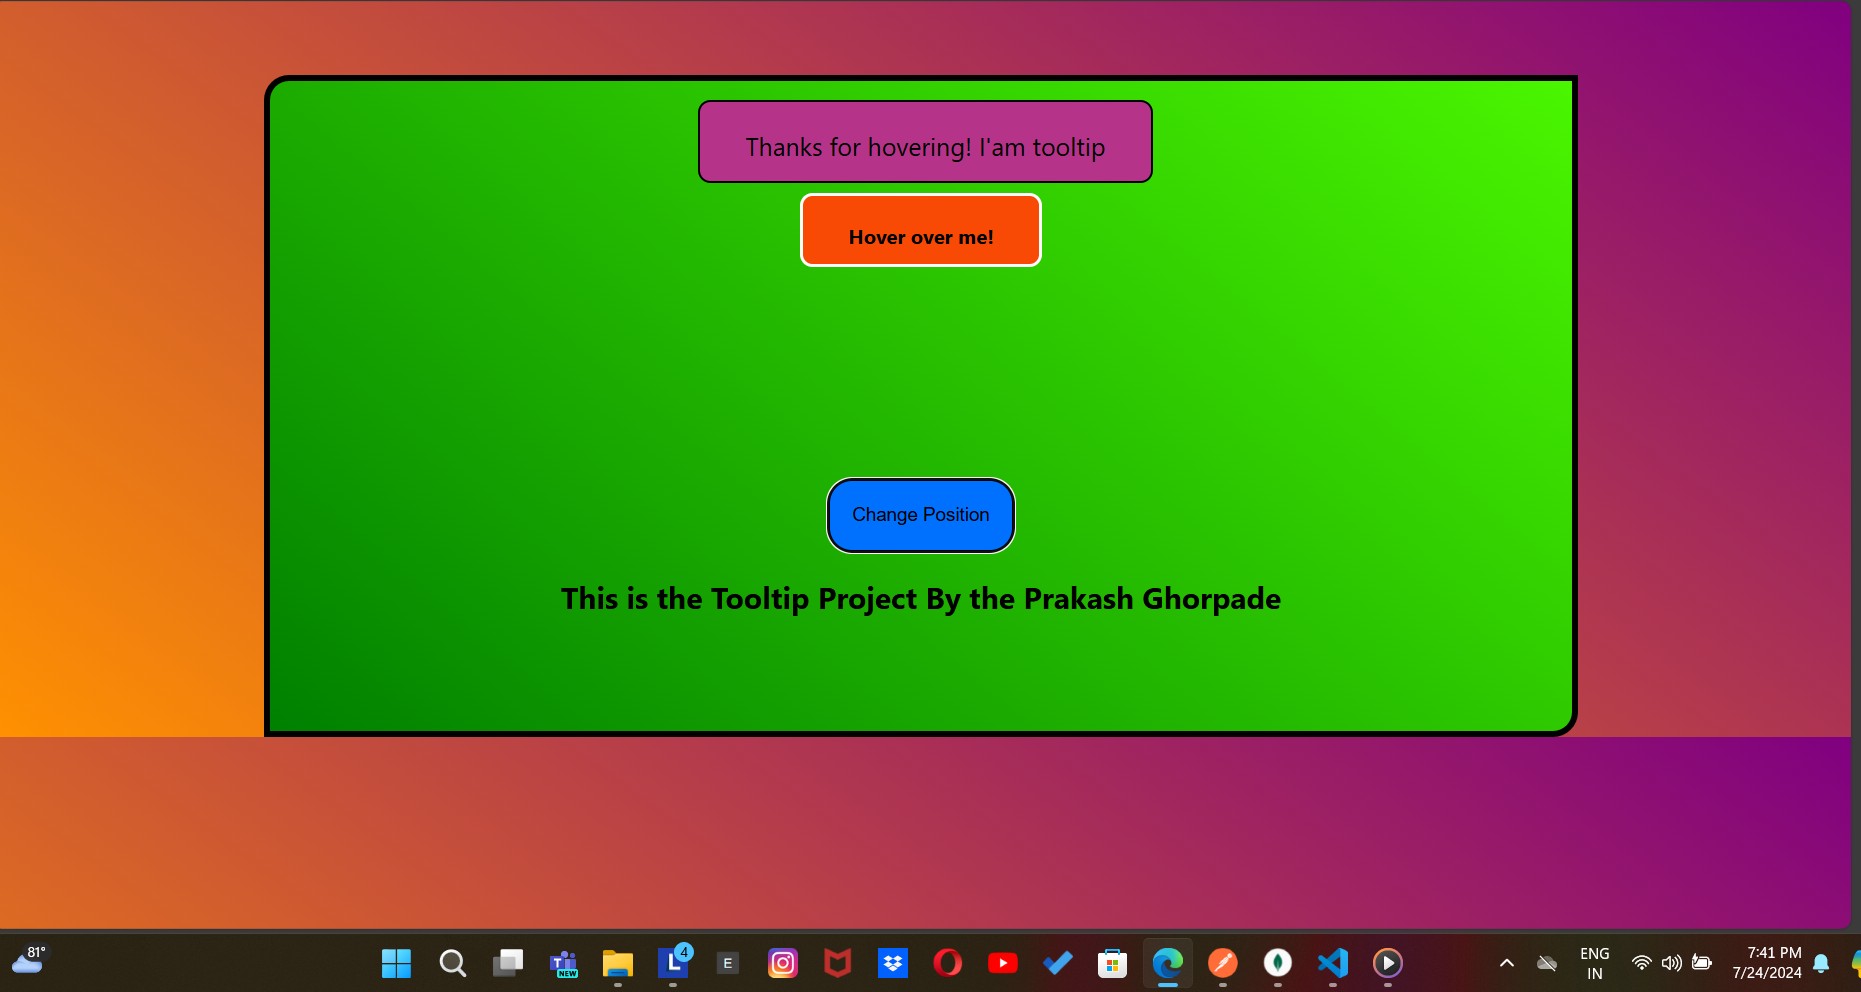 Thanks for hovering! I'am tooltip
Hover over me!
Change Position
This is the Tooltip Project By the Prakash Ghorpade
81°
T
NEW
L
4
E
ENG
IN
7:41 PM
7/24/2024